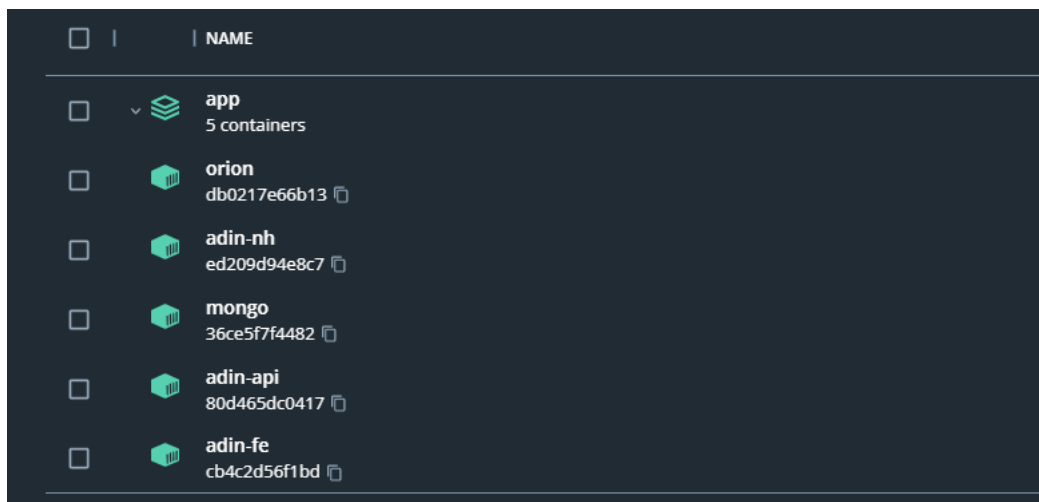 NAME
app
5 containers
orion
db0217e66b13
adin-nh
ed209d94e8c7
mongo
36ce5f7f4482
adin-api
80d465dc0417
adin-fe
cb4c2d56f1bd